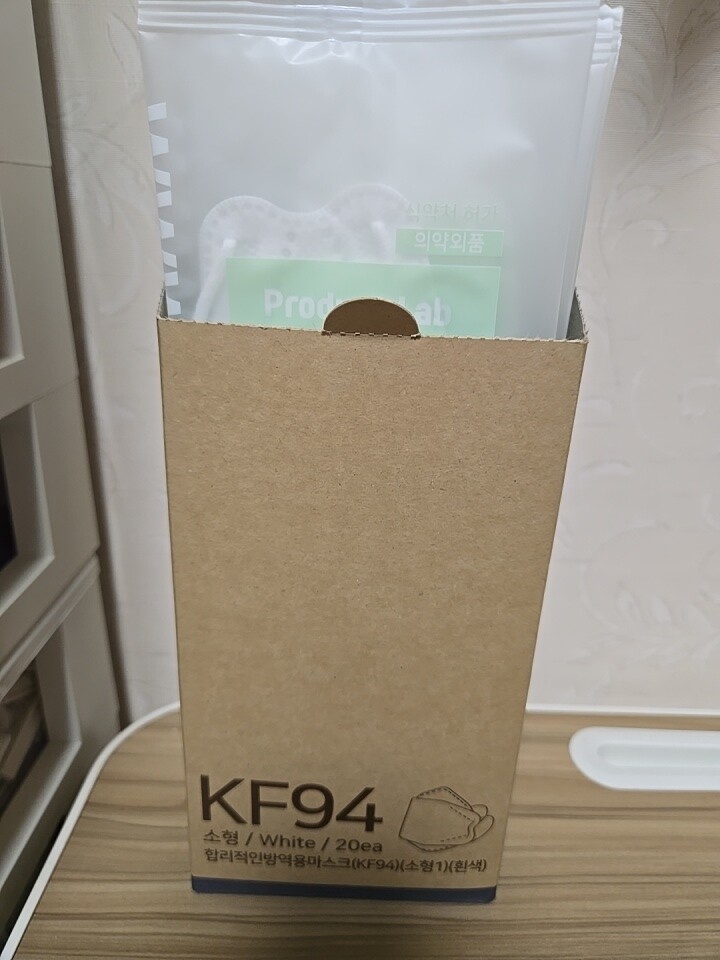 식약처 허가
의약외품
KF94
소형 / White / 20ea
합리적인방역용마스크(KF94)(소형1)(흰색)